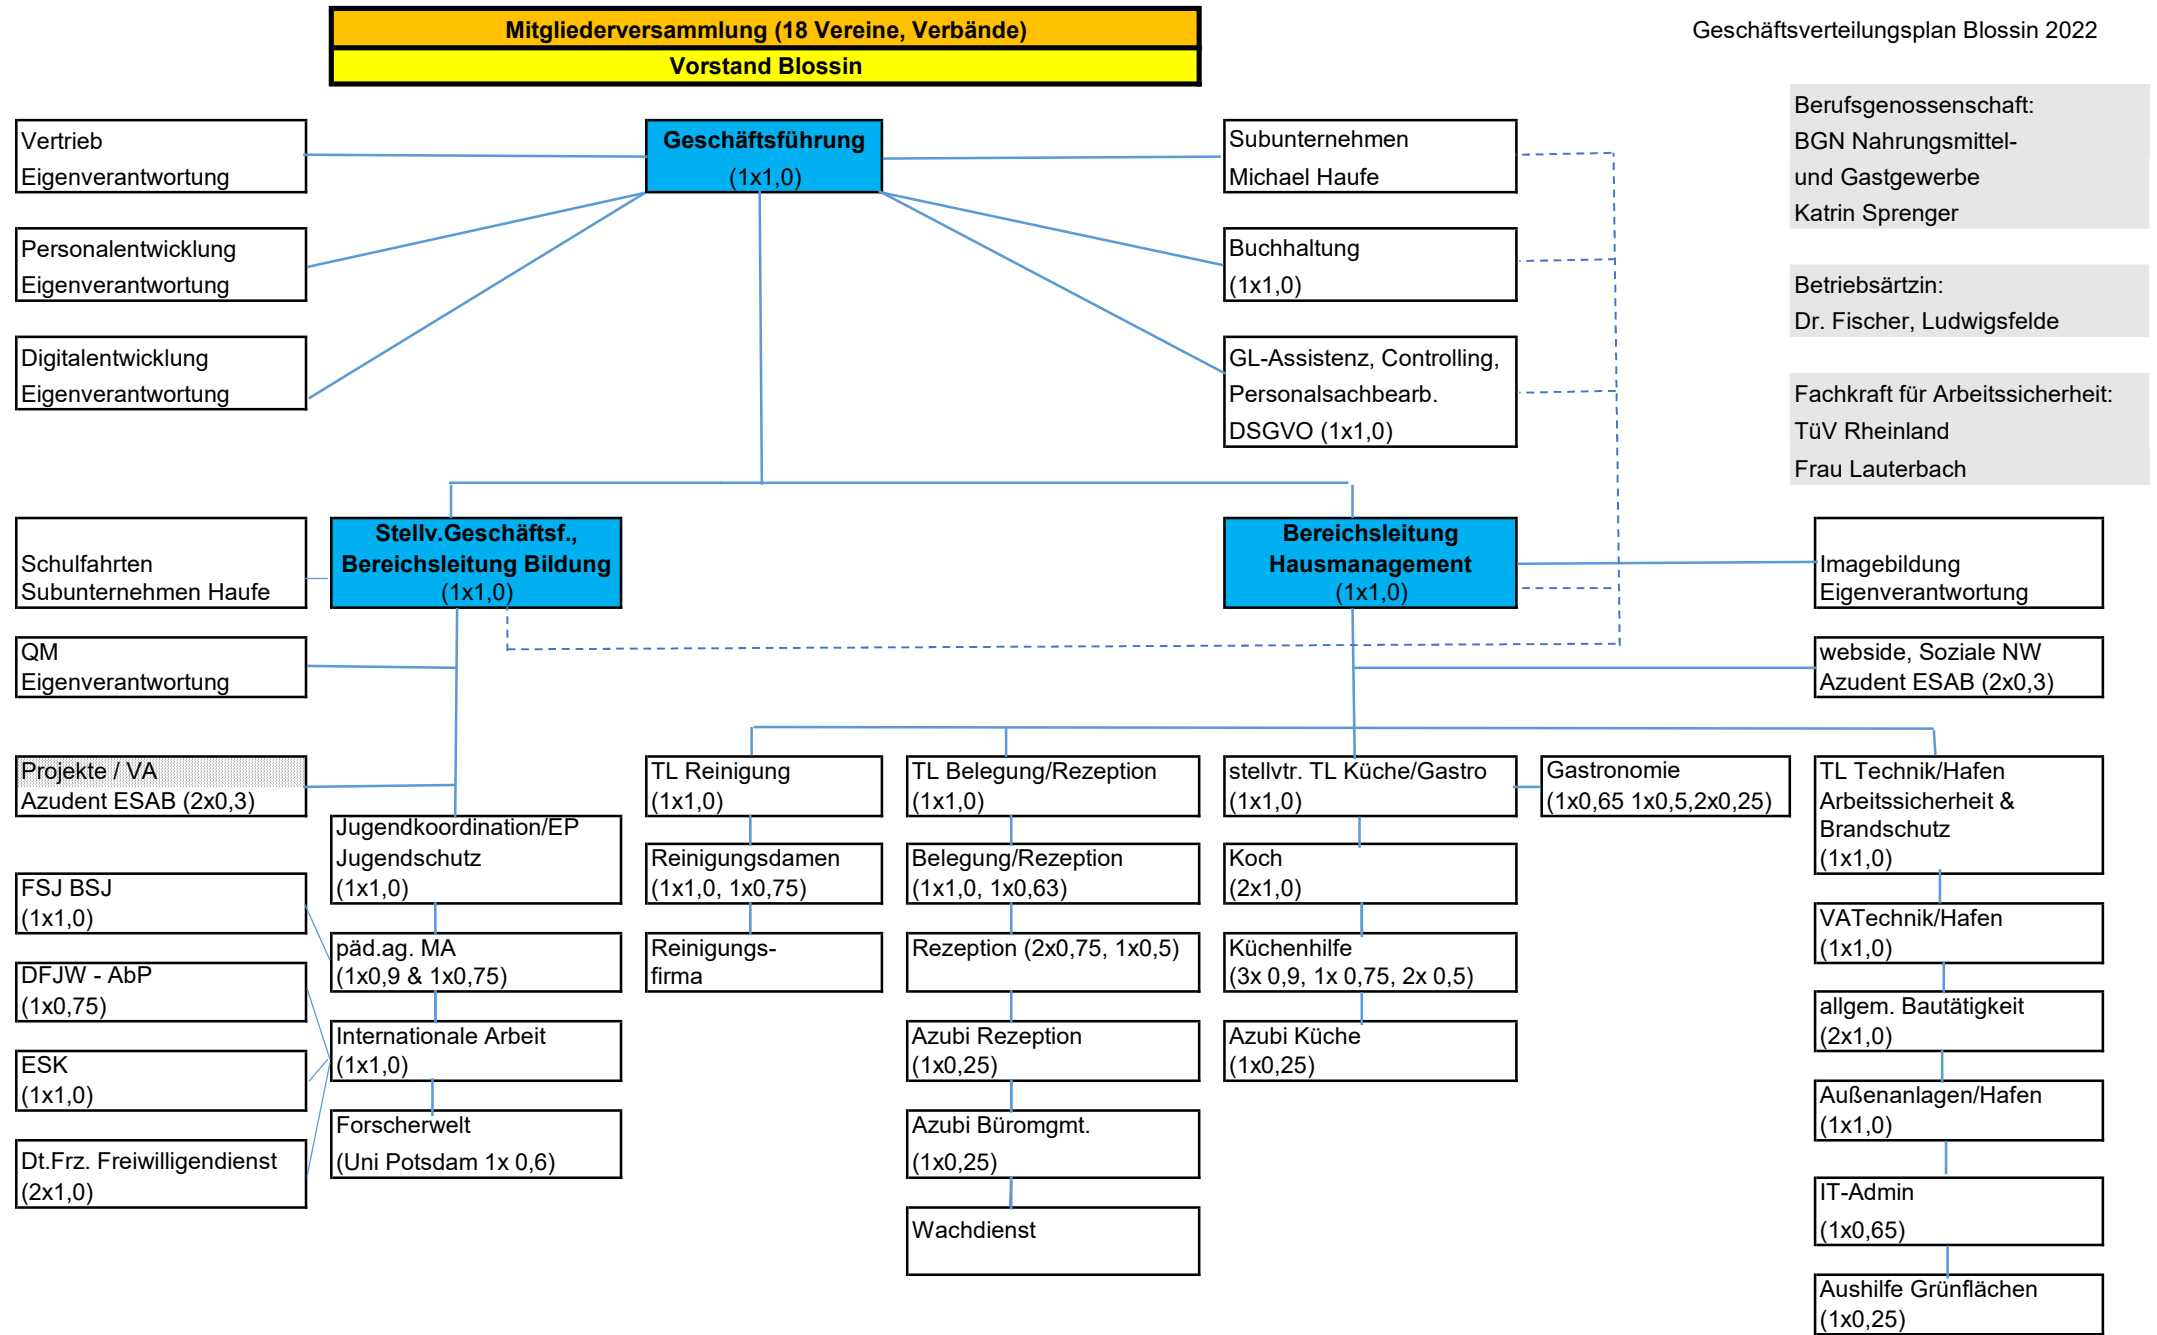 Mitgliederversammlung (18 Vereine, Verbände)
Vorstand Blossin
Geschäftsverteilungsplan Blossin 2022
Berufsgenossenschaft:
BGN Nahrungsmittel-
und Gastgewerbe
Katrin Sprenger
Betriebsärtzin:
Dr. Fischer, Ludwigsfelde
Fachkraft für Arbeitssicherheit:
TüV Rheinland
Frau Lauterbach
Vertrieb
Eigenverantwortung
Geschäftsführung
(1x1,0)
Subunternehmen
Michael Haufe
Personalentwicklung
Eigenverantwortung
Buchhaltung
(1x1,0)
Digitalentwicklung
Eigenverantwortung
GL-Assistenz, Controlling,
Personalsachbearb.
DSGVO (1x1,0)
Schulfahrten
Subunternehmen Haufe
Stellv.Geschäftsf.,
Bereichsleitung Bildung
(1x1,0)
Bereichsleitung
Hausmanagement
(1x1,0)
Imagebildung
Eigenverantwortung
QM
Eigenverantwortung
webside, Soziale NW
Azudent ESAB (2x0,3)
Projekte / VA
Azudent ESAB (2x0,3)
Jugendkoordination/EP
Jugendschutz
(1x1,0)
FSJ BSJ
(1x1,0)
päd.ag. MA
(1x0,9 & 1x0,75)
DFJW - AbP
(1x0,75)
Internationale Arbeit
(1x1,0)
ESK
(1x1,0)
Forscherwelt
(Uni Potsdam 1x 0,6)
Dt.Frz. Freiwilligendienst
(2x1,0)
TL Reinigung
(1x1,0)
Reinigungsdamen
(1x1,0, 1x0,75)
Reinigungs-
firma
TL Belegung/Rezeption
(1x1,0)
Belegung/Rezeption
(1x1,0, 1x0,63)
Rezeption (2x0,75, 1x0,5)
Azubi Rezeption
(1x0,25)
Azubi Büromgmt.
(1x0,25)
Wachdienst
stellvtr. TL Küche/Gastro
(1x1,0)
Gastronomie
(1x0,65 1x0,5,2x0,25)
Koch
(2x1,0)
Küchenhilfe
(3x 0,9, 1x 0,75, 2x 0,5)
Azubi Küche
(1x0,25)
TL Technik/Hafen
Arbeitssicherheit &
Brandschutz
(1x1,0)
VATechnik/Hafen
(1x1,0)
allgem. Bautätigkeit
(2x1,0)
Außenanlagen/Hafen
(1x1,0)
IT-Admin
(1x0,65)
Aushilfe Grünflächen
(1x0,25)